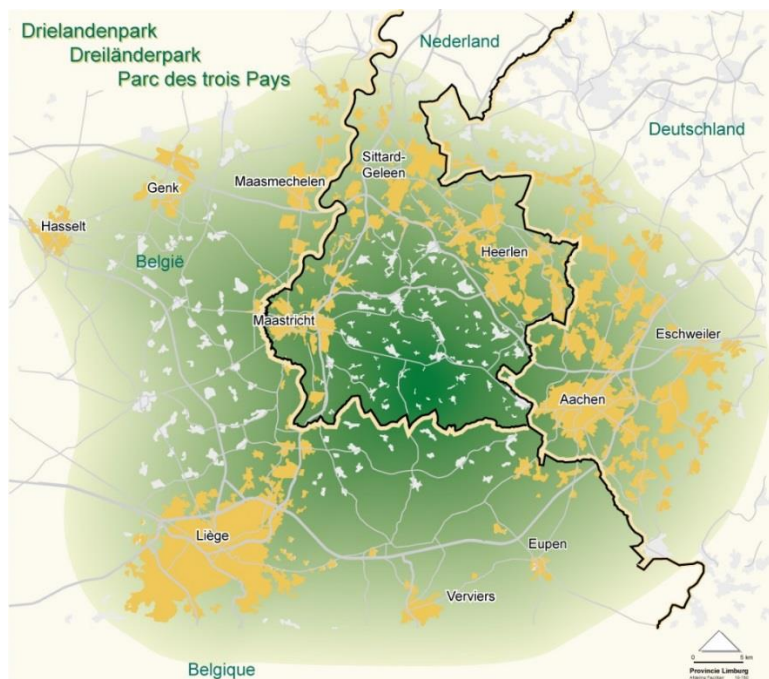 Drielandenpark
Dreiländerpark
Parc des trois Pays
Nederland
Deutschland
Sittard-
Geleen
Maasmechelen
Genk
Hasselt
België
Heerlen
Maastricht
Eschweiler
Aachen
Liège
Eupen
Verviers
Belgique
0 5 km
Provincie Limburg